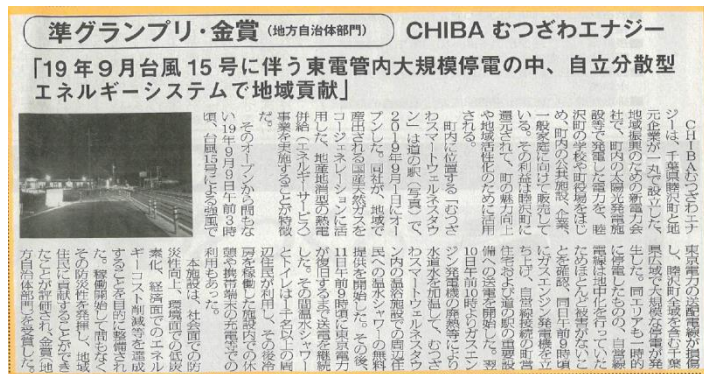 準グランプリ・金賞(地方自治体部門) CHIBAむつざわエナジー
「19年9月台風15号に伴う東電管内大規模停電の中、自立分散型
エネルギーシステムで地域貢献」
CHIBAむつざわエナ
ジーは、千葉県睦沢町と地
元企業が一丸で設立した、
地域振興のための新電力会
社で、町内の太陽光発電施
設等で発電した電力を、睦
沢町の学校や町役場をはじ
め、町内の公共施設、企業、
一般家庭に向けて販売して
いる。その利益は睦沢町に
還元されて、町の魅力向上
や地域活性化のために活用
される。
町内に位置する「むつざ
わスマートウェルネスタウ
ン」は道の駅(写真)で、
2019年9月1日にオー
プンした。同社が、地域で
産出される国産天然ガスを
コージェネレーションに活
用した、地産地消型の熱電
併給(エネルギーサービス)
事業を実施することが特徴
だ。
そのオープンから間もな
い19年9月9日午前3時
頃、台風15号による強風で
東京電力の送配電線が損傷
し、睦沢町全域を含む千葉
県広域で大規模な停電が発
生した。同エリアも一時的
に停電したものの、自営線
電線は地中化を行っていた
ためほとんど被害がないこ
とを確認、同日午前9時頃
にガスエンジン発電機を立
ち上げ、自営線接続の町営
住宅および道の駅の重要設
備への送電を開始した。翌
10日午前10時よりガスエン
ジン発電機の廃熱等により
水道水を加温して、むつざ
わスマートウェルネスタウ
ン内の温浴施設での周辺住
民への温水シャワーの無料
提供を開始した。その後、
11日午前9時頃に東京電力
が復旧するまで送電を継続
した。その間温水シャワー
とトイレは1千名以上の周
辺住民が利用し、その後冷
房を稼働した施設内での休
憩や携帯端末の充電等での
利用もあった。
本施設は、社会面での防
災性向上、環境面での低炭
素化、経済面でのエネル
ギーコスト削減等を達成
することを目的に整備され
た。稼働開始して間もなく
その防災性を発揮し、地域
住民に貢献することができ
たことが評価され、金賞(地
方自治体部門)を受賞した。